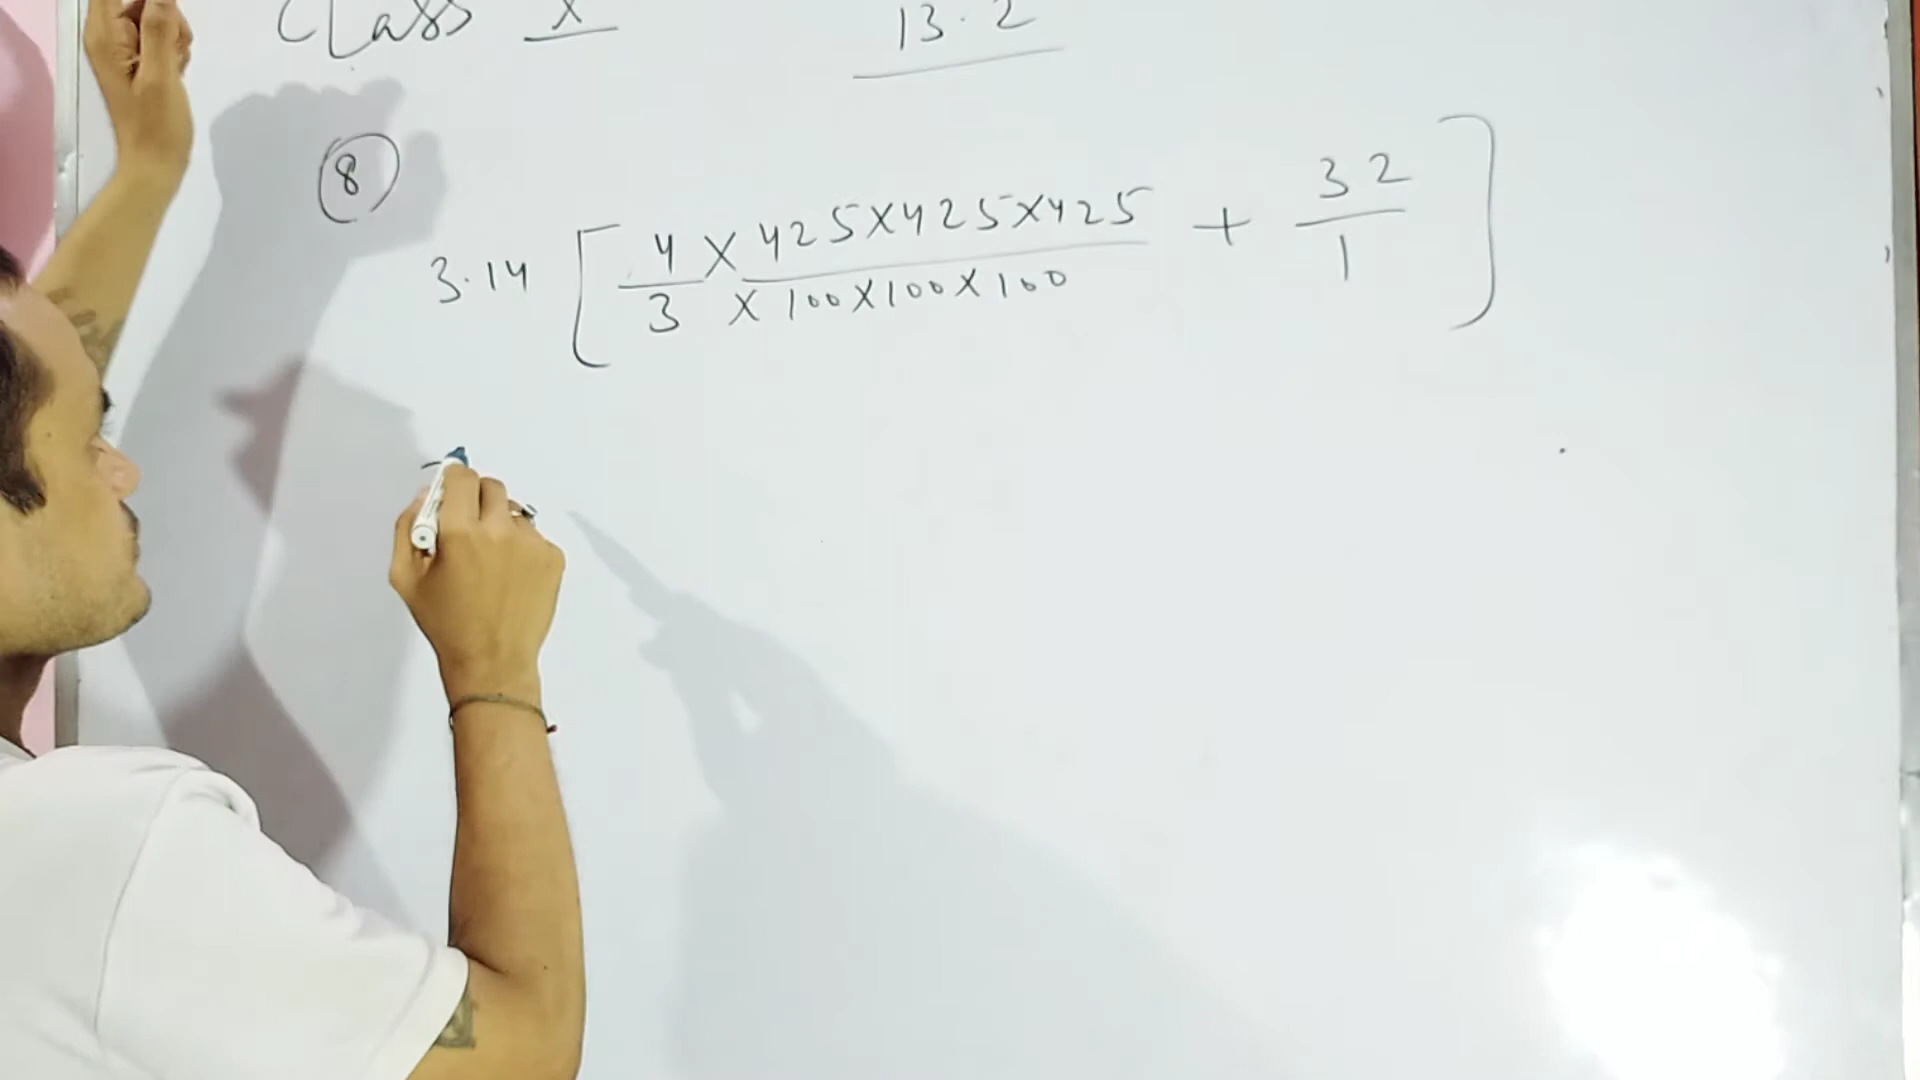 Class X 13.2
8
3.14 [ 4/3 × 425×425×425 / ×100×100×100 + 32/1 ]